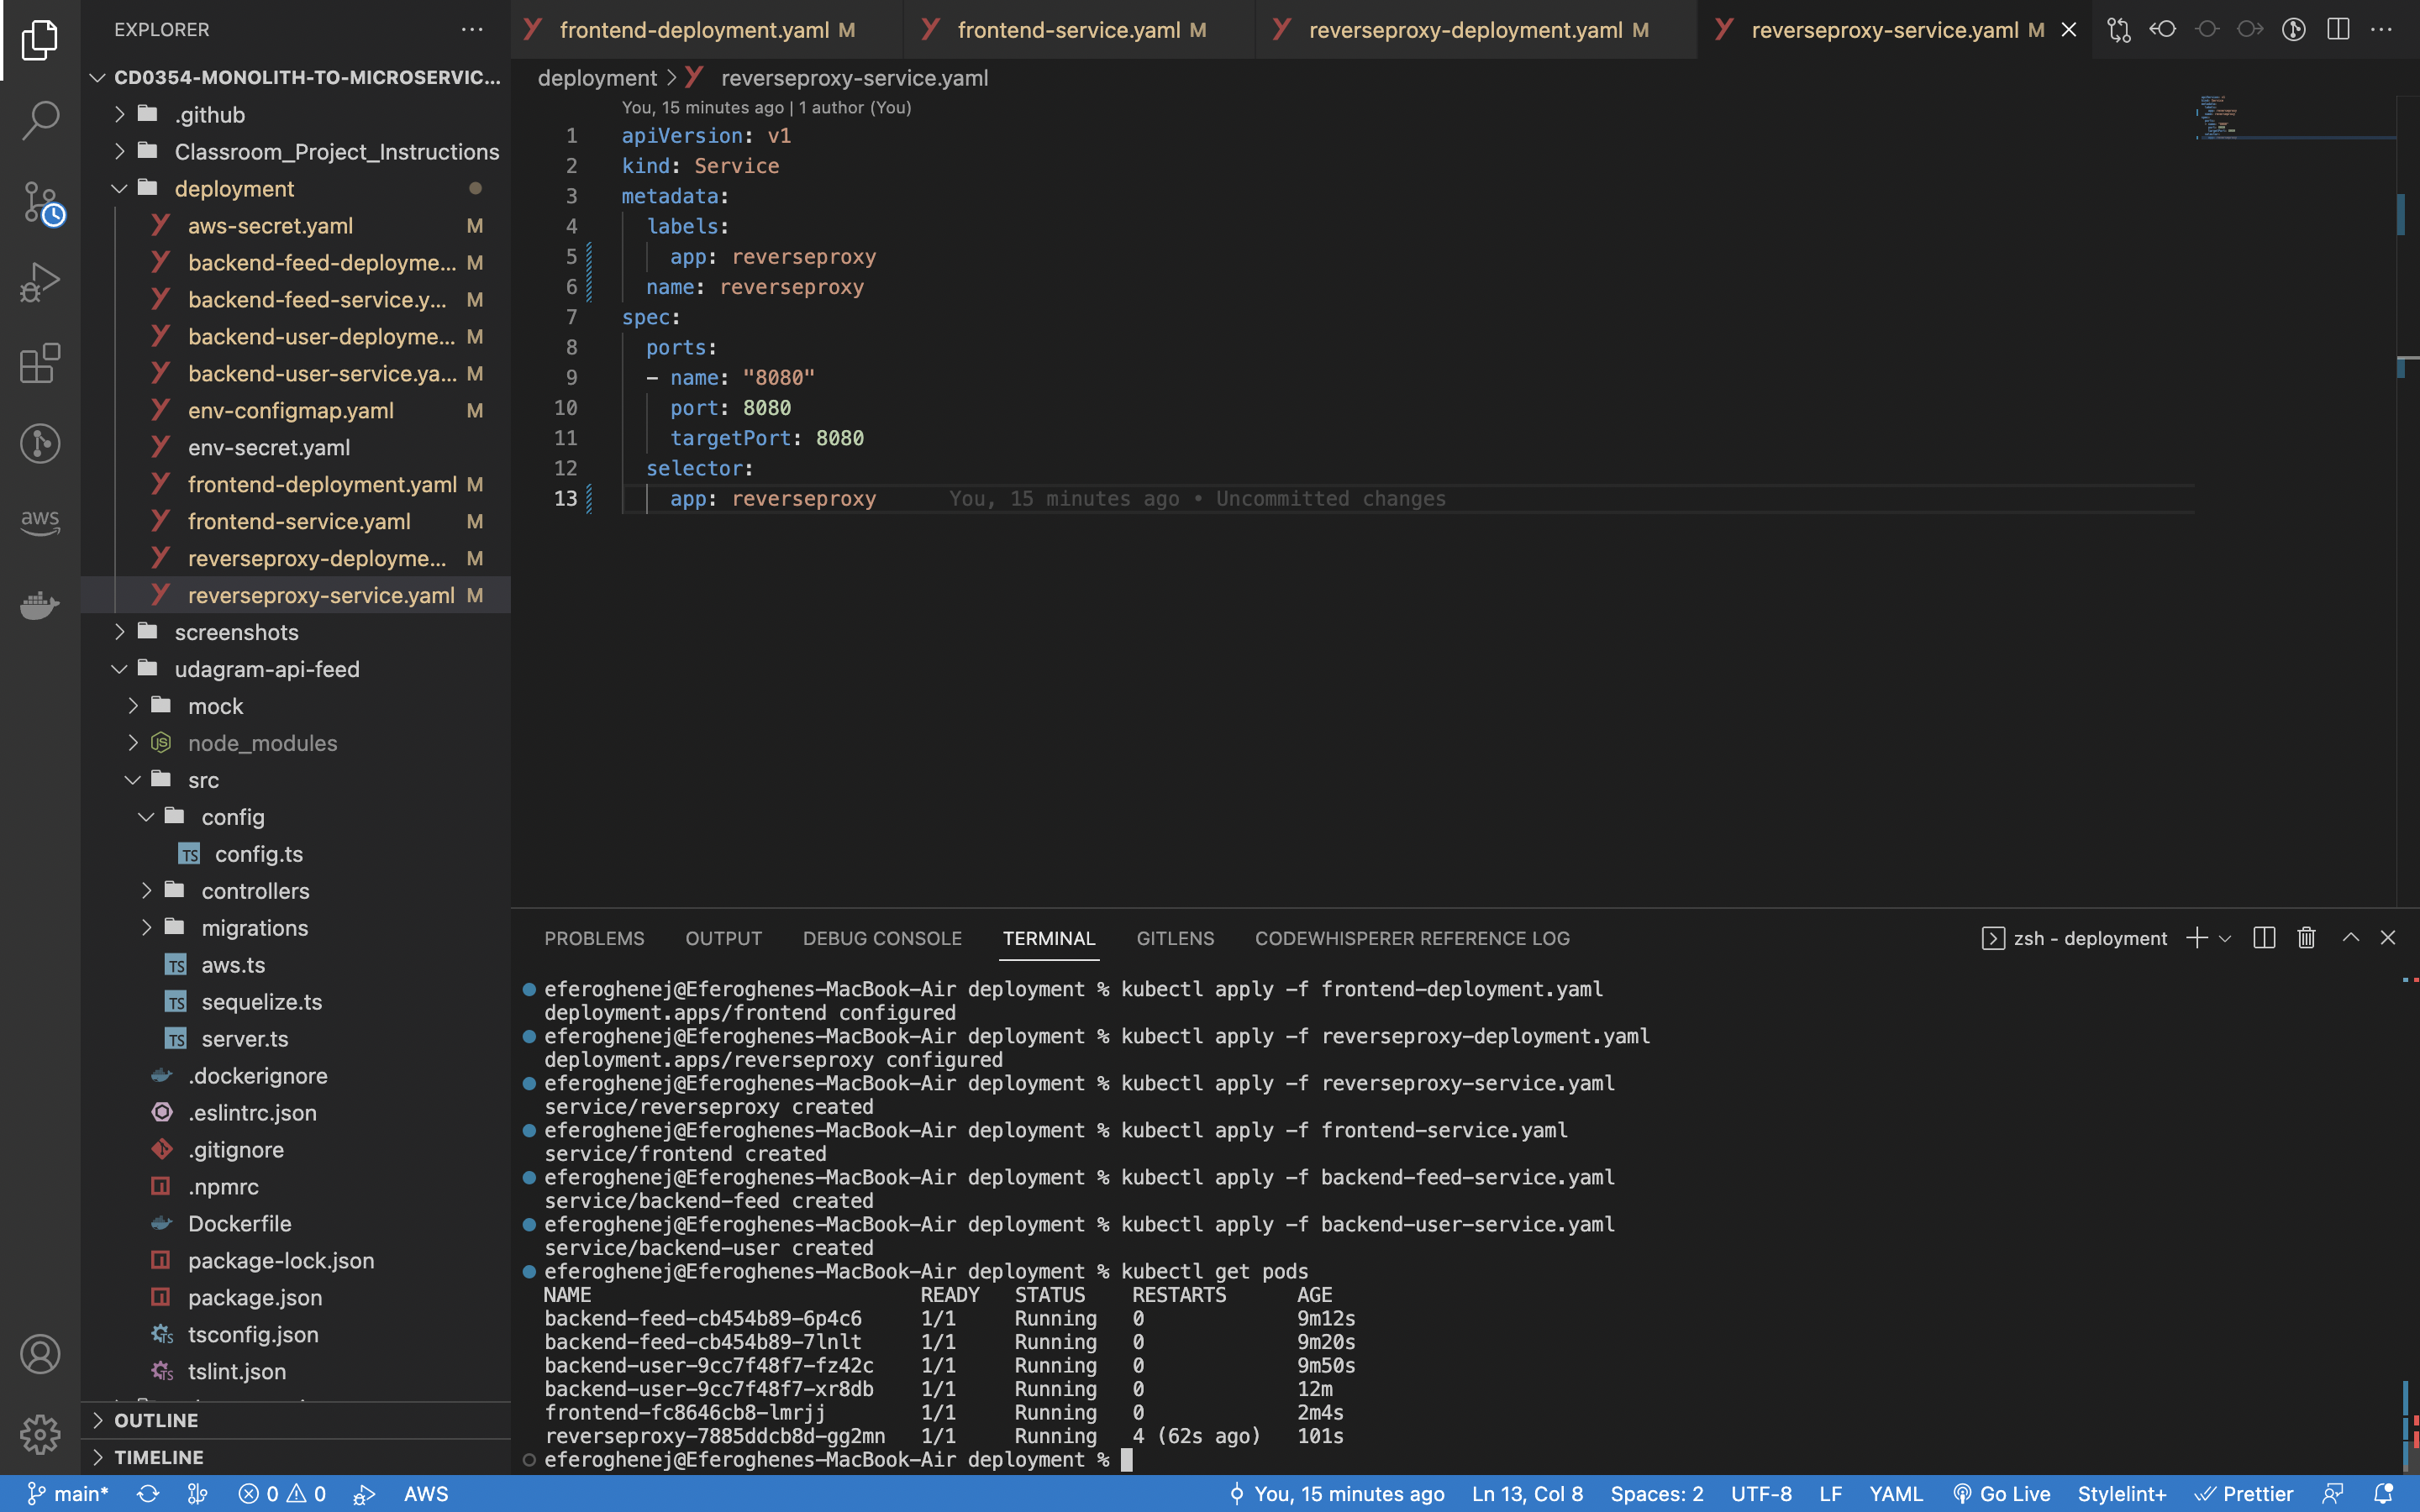 EXPLORER
CD0354-MONOLITH-TO-MICROSERVIC...
.github
Classroom_Project_Instructions
deployment
aws-secret.yaml M
backend-feed-deployme... M
backend-feed-service.y... M
backend-user-deployme... M
backend-user-service.ya... M
env-configmap.yaml M
env-secret.yaml
frontend-deployment.yaml M
frontend-service.yaml M
reverseproxy-deployme... M
reverseproxy-service.yaml M
screenshots
udagram-api-feed
mock
node_modules
src
config
TS config.ts
controllers
migrations
TS aws.ts
TS sequelize.ts
TS server.ts
.dockerignore
.eslintrc.json
.gitignore
.npmrc
Dockerfile
package-lock.json
package.json
tsconfig.json
tslint.json
OUTLINE
TIMELINE
aws
frontend-deployment.yaml M
frontend-service.yaml M
reverseproxy-deployment.yaml M
reverseproxy-service.yaml M
deployment > reverseproxy-service.yaml
You, 15 minutes ago | 1 author (You)
1 apiVersion: v1
2 kind: Service
3 metadata:
4 labels:
5 app: reverseproxy
6 name: reverseproxy
7 spec:
8 ports:
9 - name: "8080"
10 port: 8080
11 targetPort: 8080
12 selector:
13 app: reverseproxy You, 15 minutes ago • Uncommitted changes
PROBLEMS OUTPUT DEBUG CONSOLE TERMINAL GITLENS CODEWHISPERER REFERENCE LOG zsh - deployment
eferoghenej@Eferoghenes-MacBook-Air deployment % kubectl apply -f frontend-deployment.yaml
deployment.apps/frontend configured
eferoghenej@Eferoghenes-MacBook-Air deployment % kubectl apply -f reverseproxy-deployment.yaml
deployment.apps/reverseproxy configured
eferoghenej@Eferoghenes-MacBook-Air deployment % kubectl apply -f reverseproxy-service.yaml
service/reverseproxy created
eferoghenej@Eferoghenes-MacBook-Air deployment % kubectl apply -f frontend-service.yaml
service/frontend created
eferoghenej@Eferoghenes-MacBook-Air deployment % kubectl apply -f backend-feed-service.yaml
service/backend-feed created
eferoghenej@Eferoghenes-MacBook-Air deployment % kubectl apply -f backend-user-service.yaml
service/backend-user created
eferoghenej@Eferoghenes-MacBook-Air deployment % kubectl get pods
NAME READY STATUS RESTARTS AGE
backend-feed-cb454b89-6p4c6 1/1 Running 0 9m12s
backend-feed-cb454b89-7lnlt 1/1 Running 0 9m20s
backend-user-9cc7f48f7-fz42c 1/1 Running 0 9m50s
backend-user-9cc7f48f7-xr8db 1/1 Running 0 12m
frontend-fc8646cb8-lmrjj 1/1 Running 0 2m4s
reverseproxy-7885ddcb8d-gg2mn 1/1 Running 4 (62s ago) 101s
eferoghenej@Eferoghenes-MacBook-Air deployment %
main* 0 0 AWS You, 15 minutes ago Ln 13, Col 8 Spaces: 2 UTF-8 LF YAML Go Live Stylelint+ Prettier